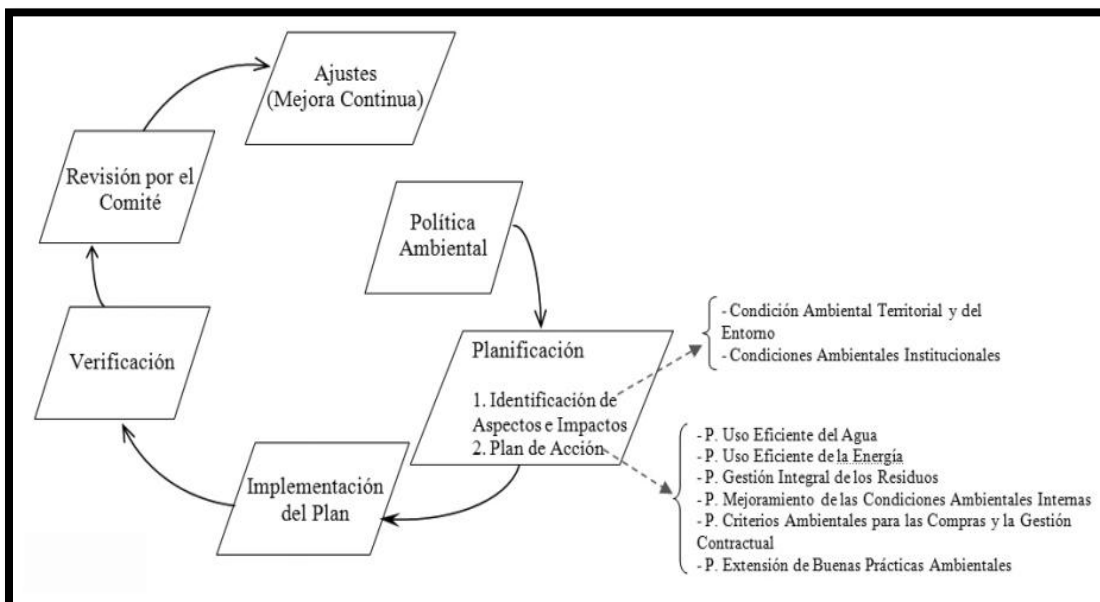 Ajustes
(Mejora Continua)
Revisión por el
Comité
Política
Ambiental
Verificación
Planificación
1. Identificación de
Aspectos e Impactos
2. Plan de Acción
Implementación
del Plan
- Condición Ambiental Territorial y del
Entorno
- Condiciones Ambientales Institucionales
- P. Uso Eficiente del Agua
- P. Uso Eficiente de la Energía
- P. Gestión Integral de los Residuos
- P. Mejoramiento de las Condiciones Ambientales Internas
- P. Criterios Ambientales para las Compras y la Gestión
Contractual
- P. Extensión de Buenas Prácticas Ambientales